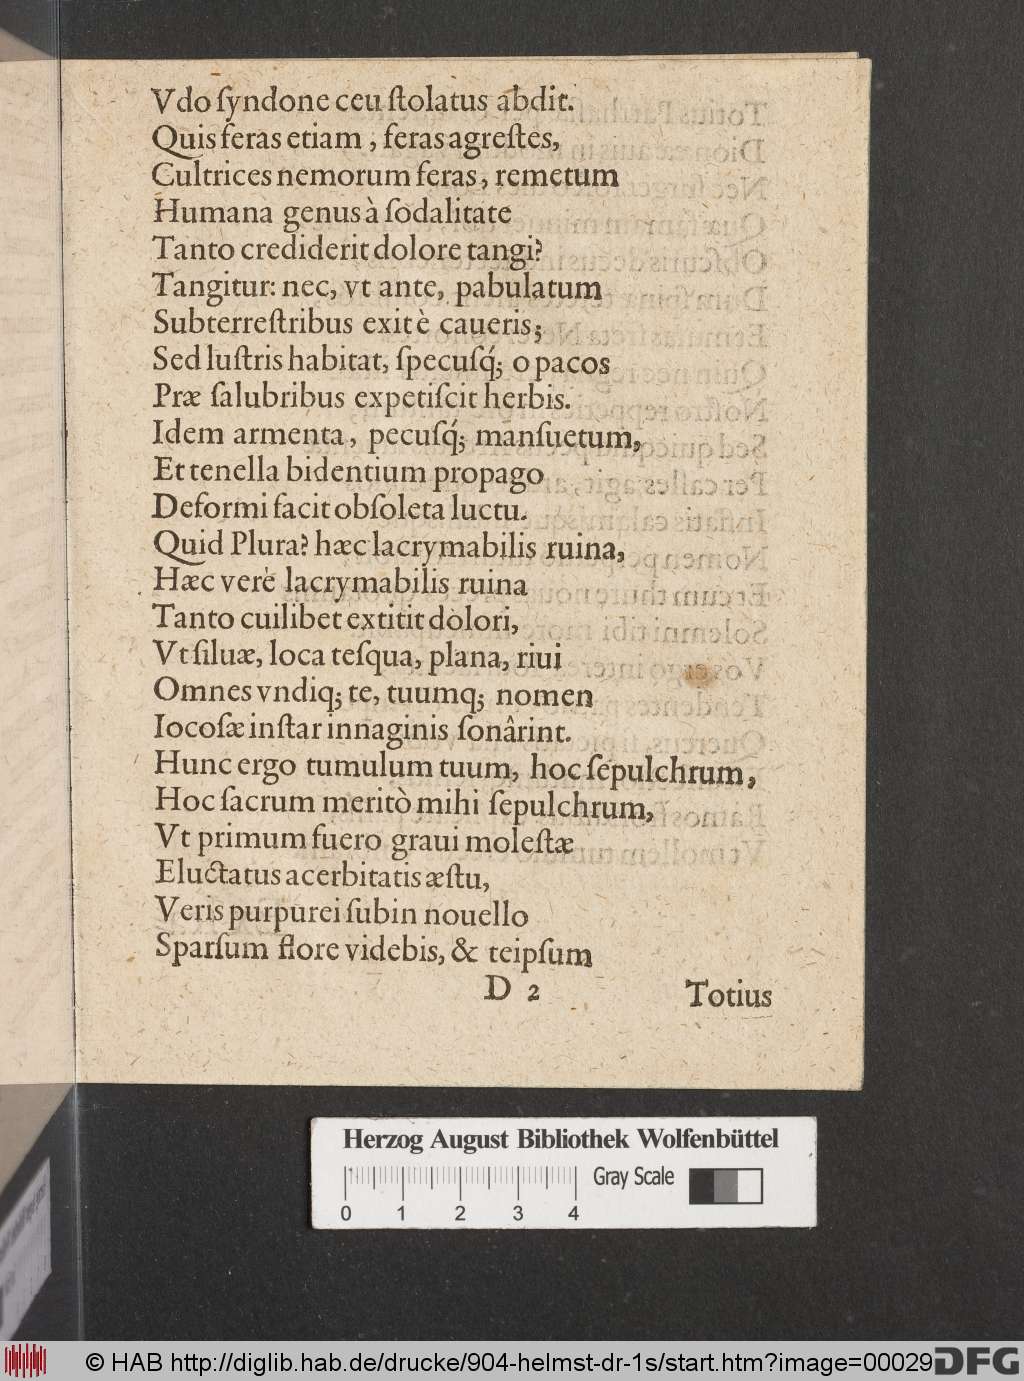 Vdo ſyndone ceu ſtolatus abdit.
Quis feras etiam, feras agreſtes,
Cultrices nemorum feras, remetum
Humana genus à ſodalitate
Tanto crediderit dolore tangi?
Tangitur: nec, vt ante, pabulatum
Subterreſtribus exit è caueris;
Sed luſtris habitat, ſpecuſq́; opacos
Præ ſalubribus expetiſcit herbis.
Idem armenta, pecuſq́; manſuetum,
Et tenella bidentium propago
Deformi facit obſoleta luctu.
Quid Plura? hæc lacrymabilis ruina,
Hæc verè lacrymabilis ruina
Tanto cuilibet extitit dolori,
Vt ſiluæ, loca teſqua, plana, riui
Omnes vndiq; te, tuumq; nomen
Iocoſæ inſtar innaginis ſonârint.
Hunc ergo tumulum tuum, hoc ſepulchrum,
Hoc ſacrum meritò mihi ſepulchrum,
Vt primum fuero graui moleſtæ
Eluctatus acerbitatis æſtu,
Veris purpurei ſubin nouello
Sparſum flore videbis, & teipſum
D 2
Totius
Herzog August Bibliothek Wolfenbüttel
Gray Scale
0 1 2 3 4
© HAB http://diglib.hab.de/drucke/904-helmst-dr-1s/start.htm?image=00029
DFG